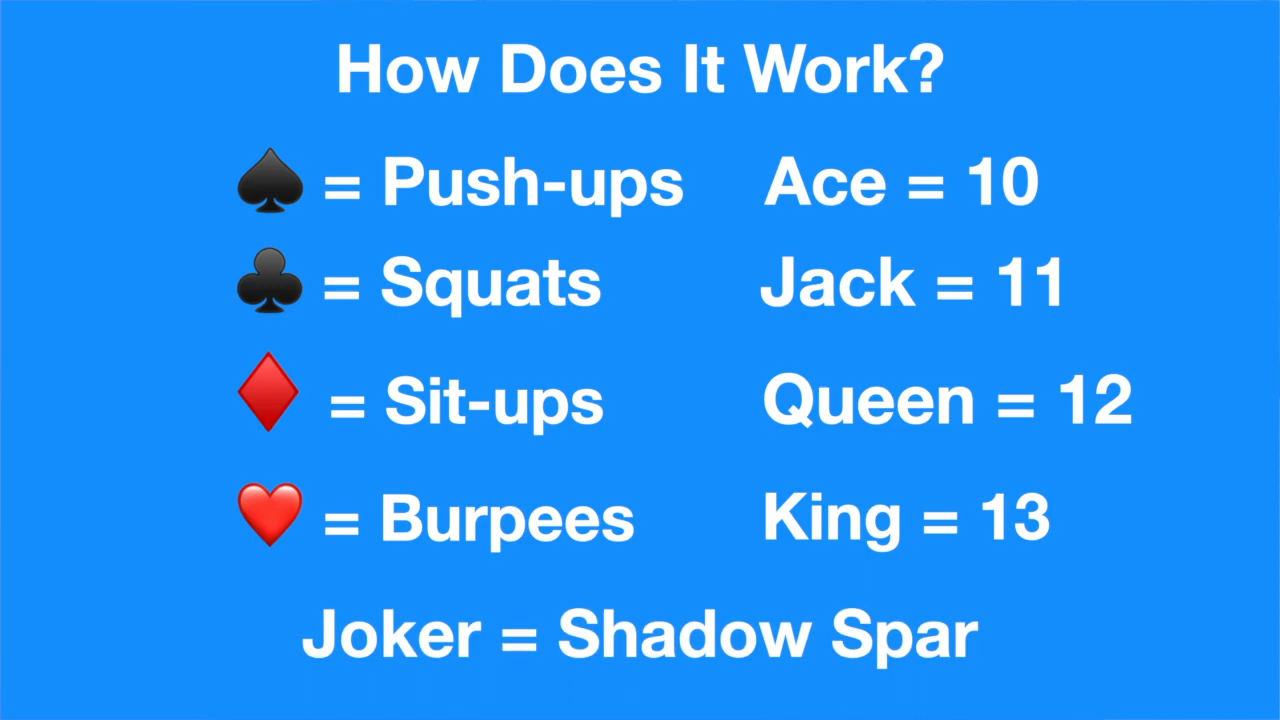 How Does It Work?
♠ = Push-ups Ace = 10
♣ = Squats Jack = 11
♦ = Sit-ups Queen = 12
♥ = Burpees King = 13
Joker = Shadow Spar